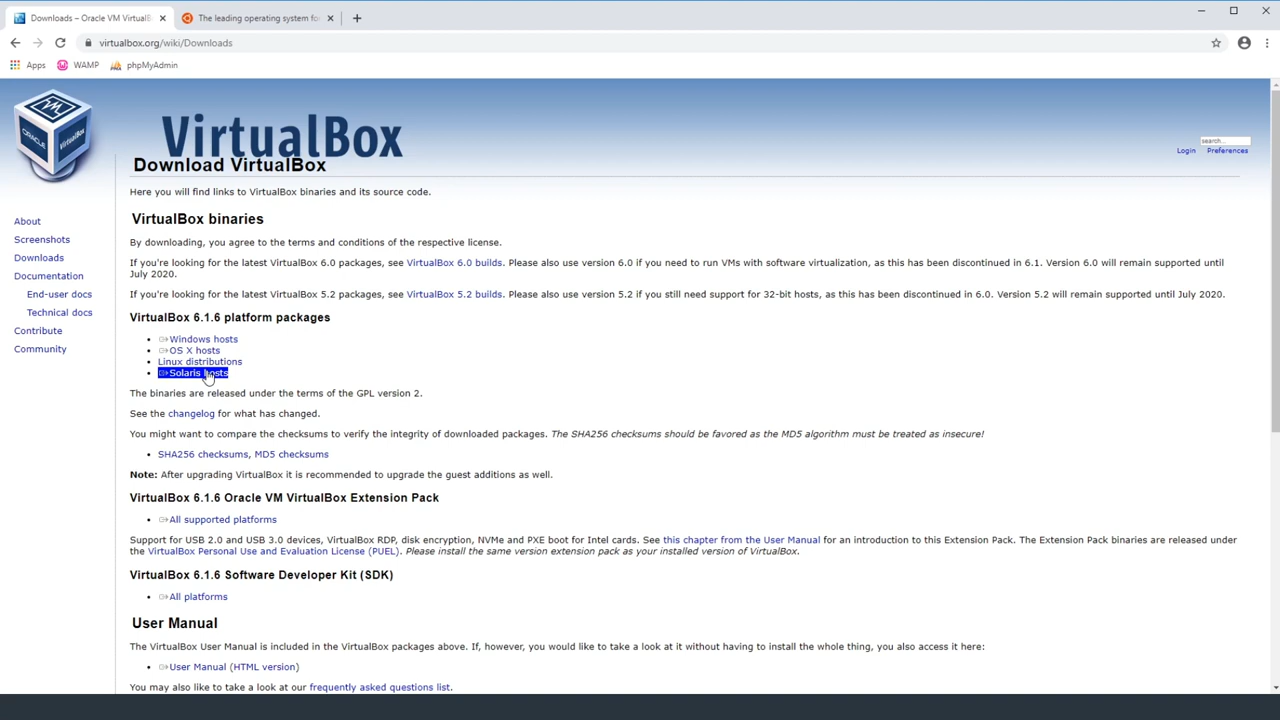 Downloads – Oracle VM VirtualB
The leading operating system fo
virtualbox.org/wiki/Downloads
Apps WAMP phpMyAdmin
ORACLE VM VirtualBox
VirtualBox
search...
Login Preferences
Download VirtualBox
Here you will find links to VirtualBox binaries and its source code.
About
Screenshots
Downloads
Documentation
End-user docs
Technical docs
Contribute
Community
VirtualBox binaries
By downloading, you agree to the terms and conditions of the respective license.
If you're looking for the latest VirtualBox 6.0 packages, see VirtualBox 6.0 builds. Please also use version 6.0 if you need to run VMs with software virtualization, as this has been discontinued in 6.1. Version 6.0 will remain supported until
July 2020.
If you're looking for the latest VirtualBox 5.2 packages, see VirtualBox 5.2 builds. Please also use version 5.2 if you still need support for 32-bit hosts, as this has been discontinued in 6.0. Version 5.2 will remain supported until July 2020.
VirtualBox 6.1.6 platform packages
• Windows hosts
• OS X hosts
• Linux distributions
• Solaris hosts
The binaries are released under the terms of the GPL version 2.
See the changelog for what has changed.
You might want to compare the checksums to verify the integrity of downloaded packages. The SHA256 checksums should be favored as the MD5 algorithm must be treated as insecure!
• SHA256 checksums, MD5 checksums
Note: After upgrading VirtualBox it is recommended to upgrade the guest additions as well.
VirtualBox 6.1.6 Oracle VM VirtualBox Extension Pack
• All supported platforms
Support for USB 2.0 and USB 3.0 devices, VirtualBox RDP, disk encryption, NVMe and PXE boot for Intel cards. See this chapter from the User Manual for an introduction to this Extension Pack. The Extension Pack binaries are released under
the VirtualBox Personal Use and Evaluation License (PUEL). Please install the same version extension pack as your installed version of VirtualBox.
VirtualBox 6.1.6 Software Developer Kit (SDK)
• All platforms
User Manual
The VirtualBox User Manual is included in the VirtualBox packages above. If, however, you would like to take a look at it without having to install the whole thing, you also access it here:
• User Manual (HTML version)
You may also like to take a look at our frequently asked questions list.